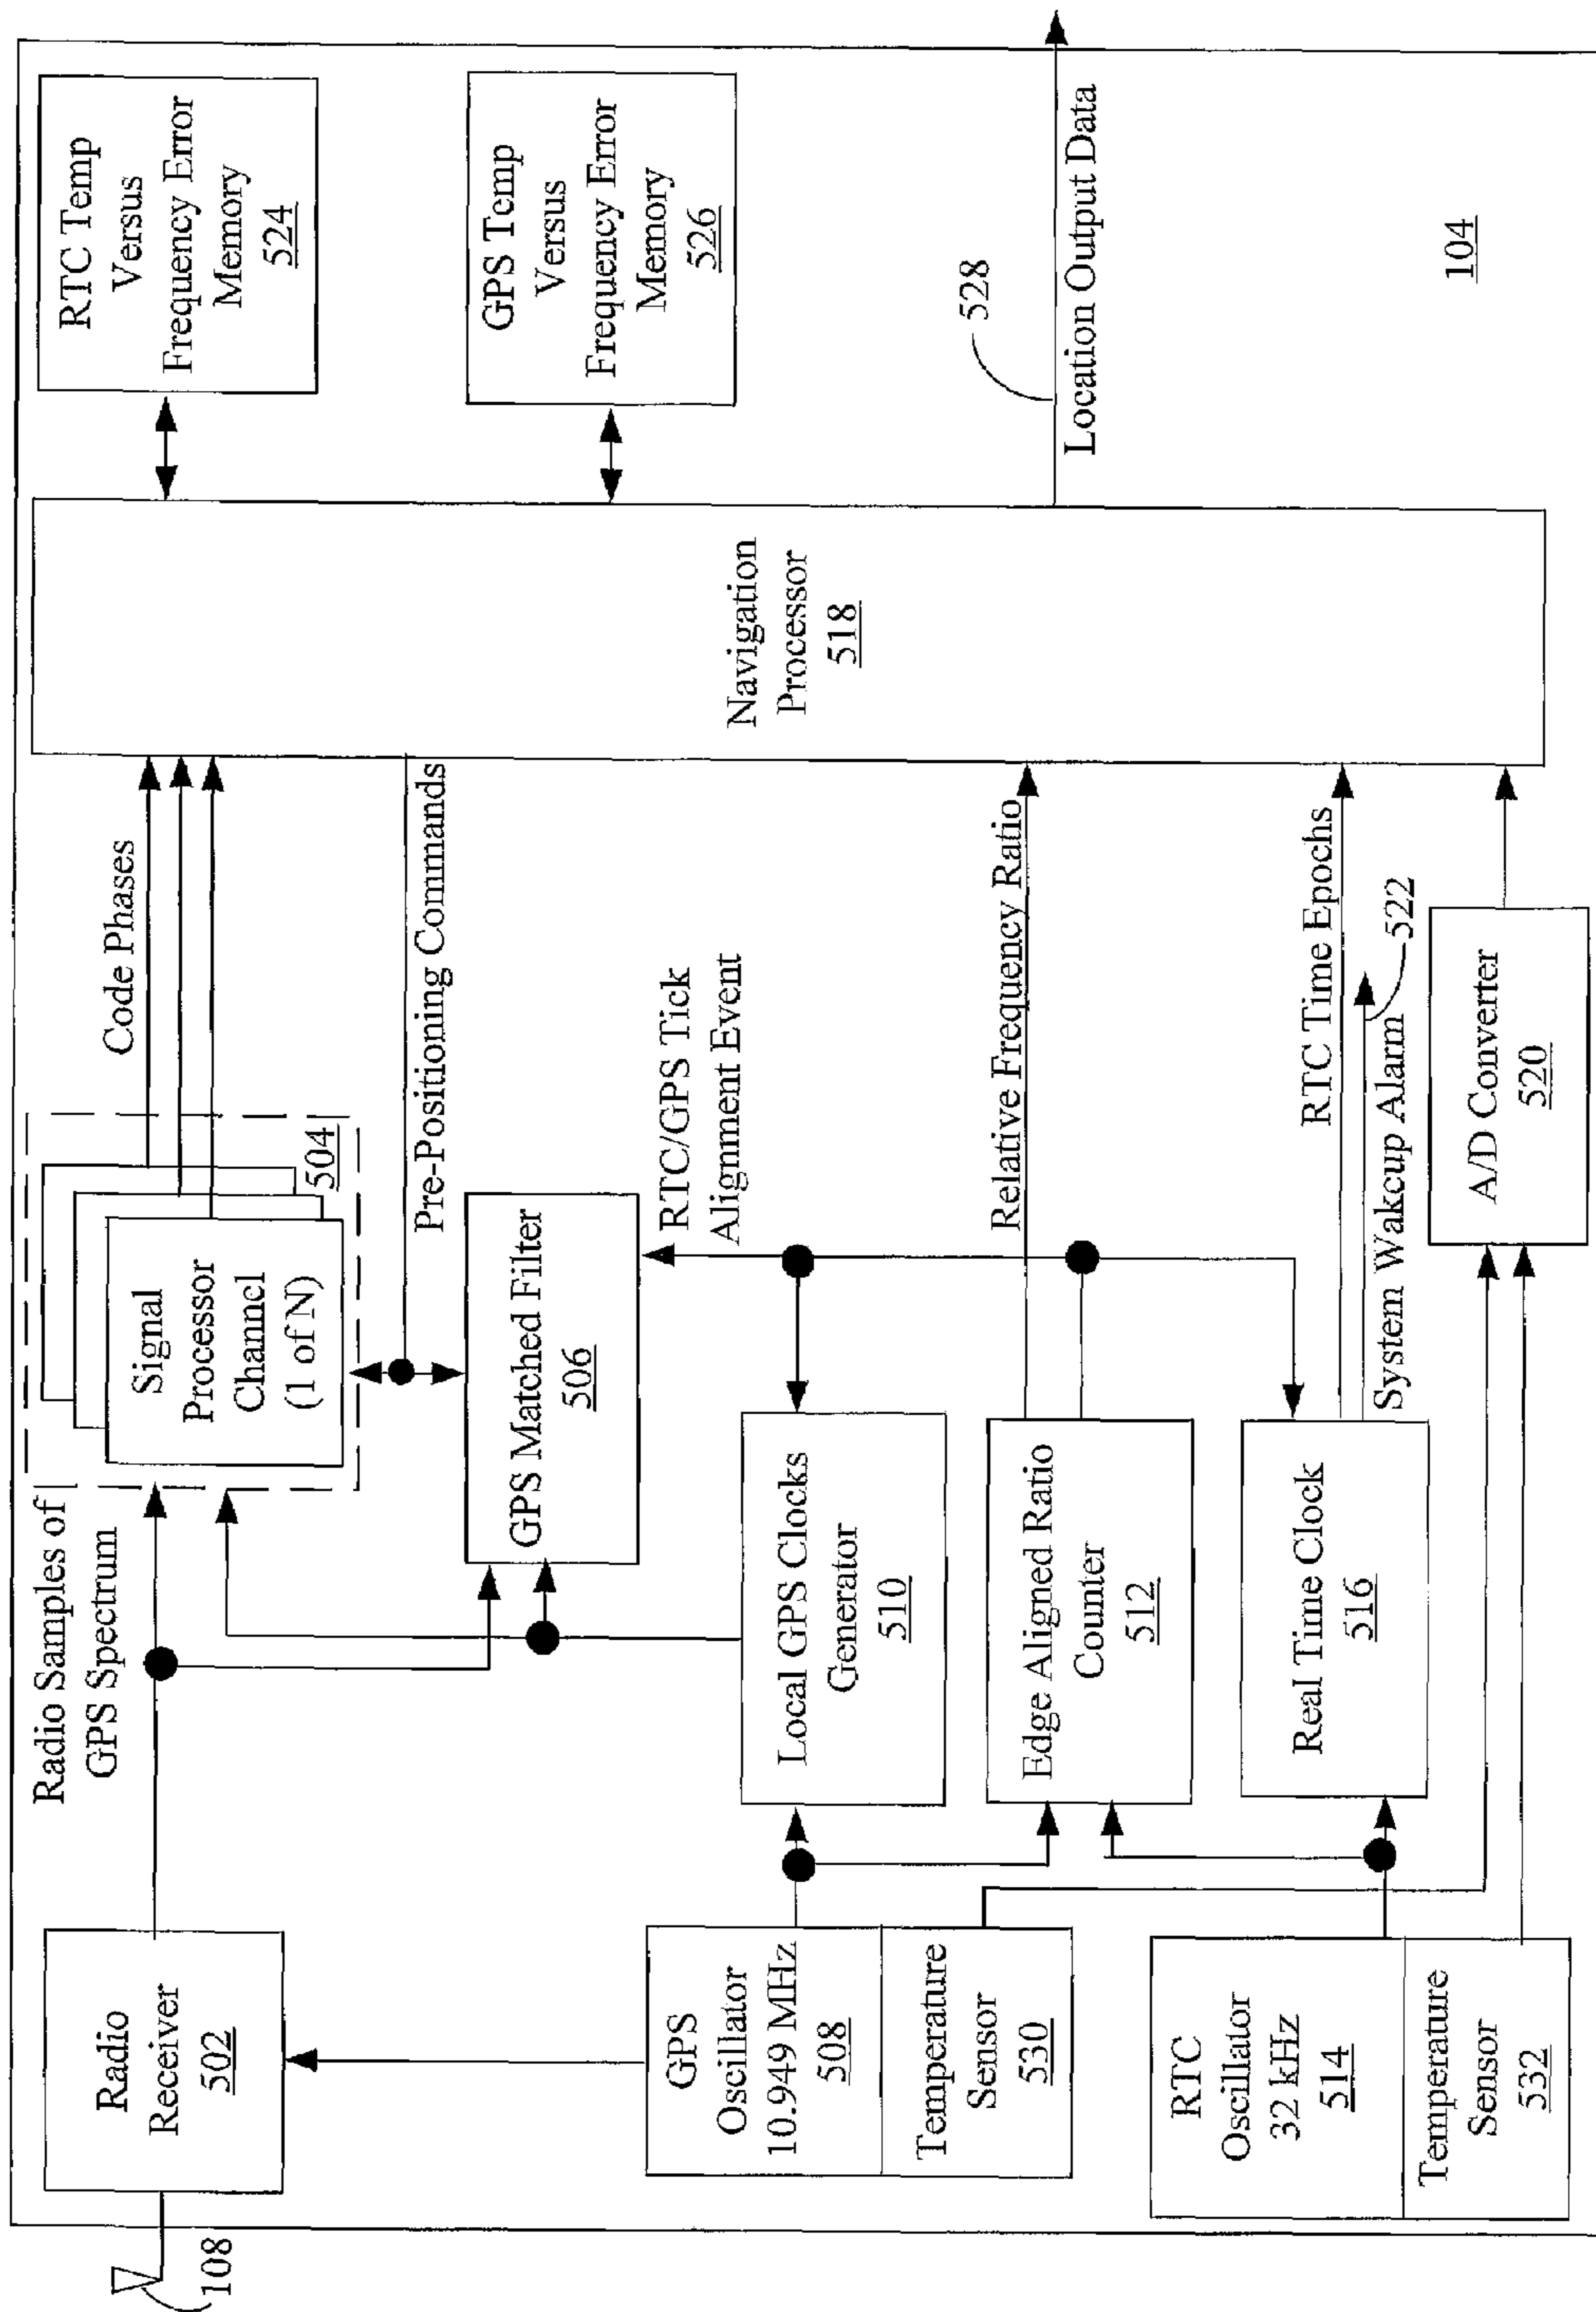 108
Radio
Receiver
502
Radio Samples of
GPS Spectrum
Signal
Processor
Channel
(1 of N)
504
Code Phases
Pre-Positioning Commands
GPS Matched Filter
506
RTC/GPS Tick
Alignment Event
GPS
Oscillator
10.949 MHz
508
Temperature
Sensor
530
Local GPS Clocks
Generator
510
Edge Aligned Ratio
Counter
512
Relative Frequency Ratio
RTC
Oscillator
32 kHz
514
Temperature
Sensor
532
Real Time Clock
516
RTC Time Epochs
System Wakeup Alarm
522
A/D Converter
520
Navigation
Processor
518
RTC Temp
Versus
Frequency Error
Memory
524
GPS Temp
Versus
Frequency Error
Memory
526
528
Location Output Data
104